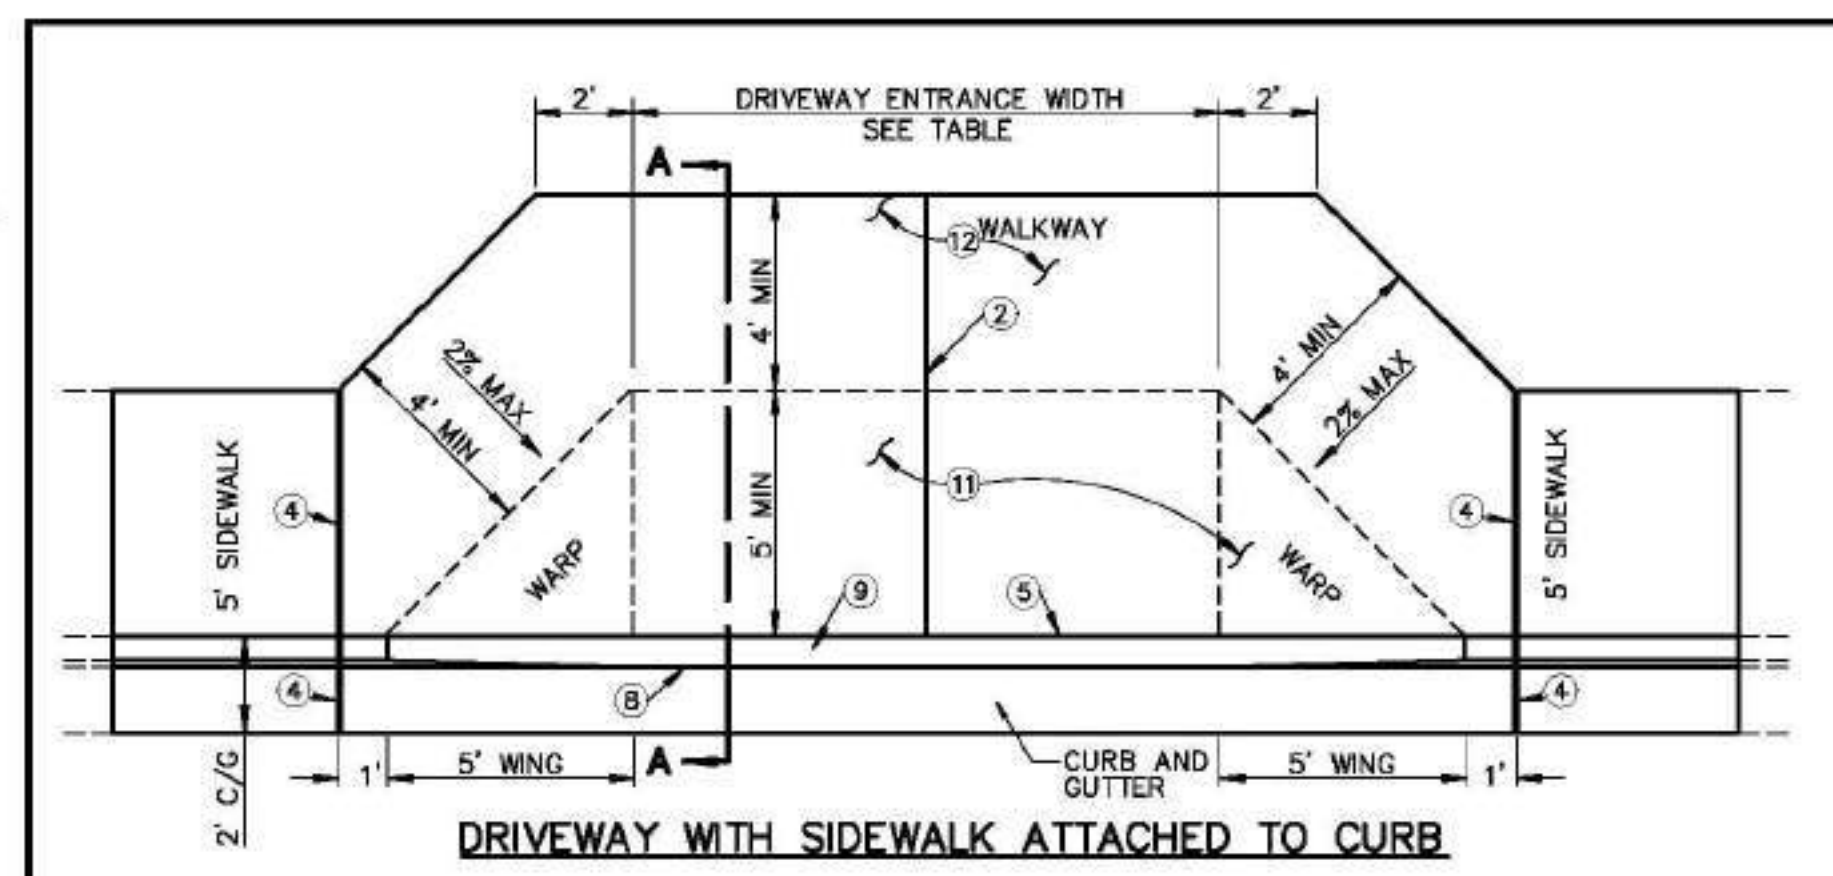 2' DRIVEWAY ENTRANCE WIDTH 2'
SEE TABLE
A
12 WALKWAY
4' MIN
2
2% MAX
4' MIN
4' MIN
2% MAX
5' SIDEWALK
4
11
5' MIN
WARP
9
5
WARP
4
5' SIDEWALK
4
8
4
2' C/G
1'
5' WING
A
CURB AND
GUTTER
5' WING
1'
DRIVEWAY WITH SIDEWALK ATTACHED TO CURB